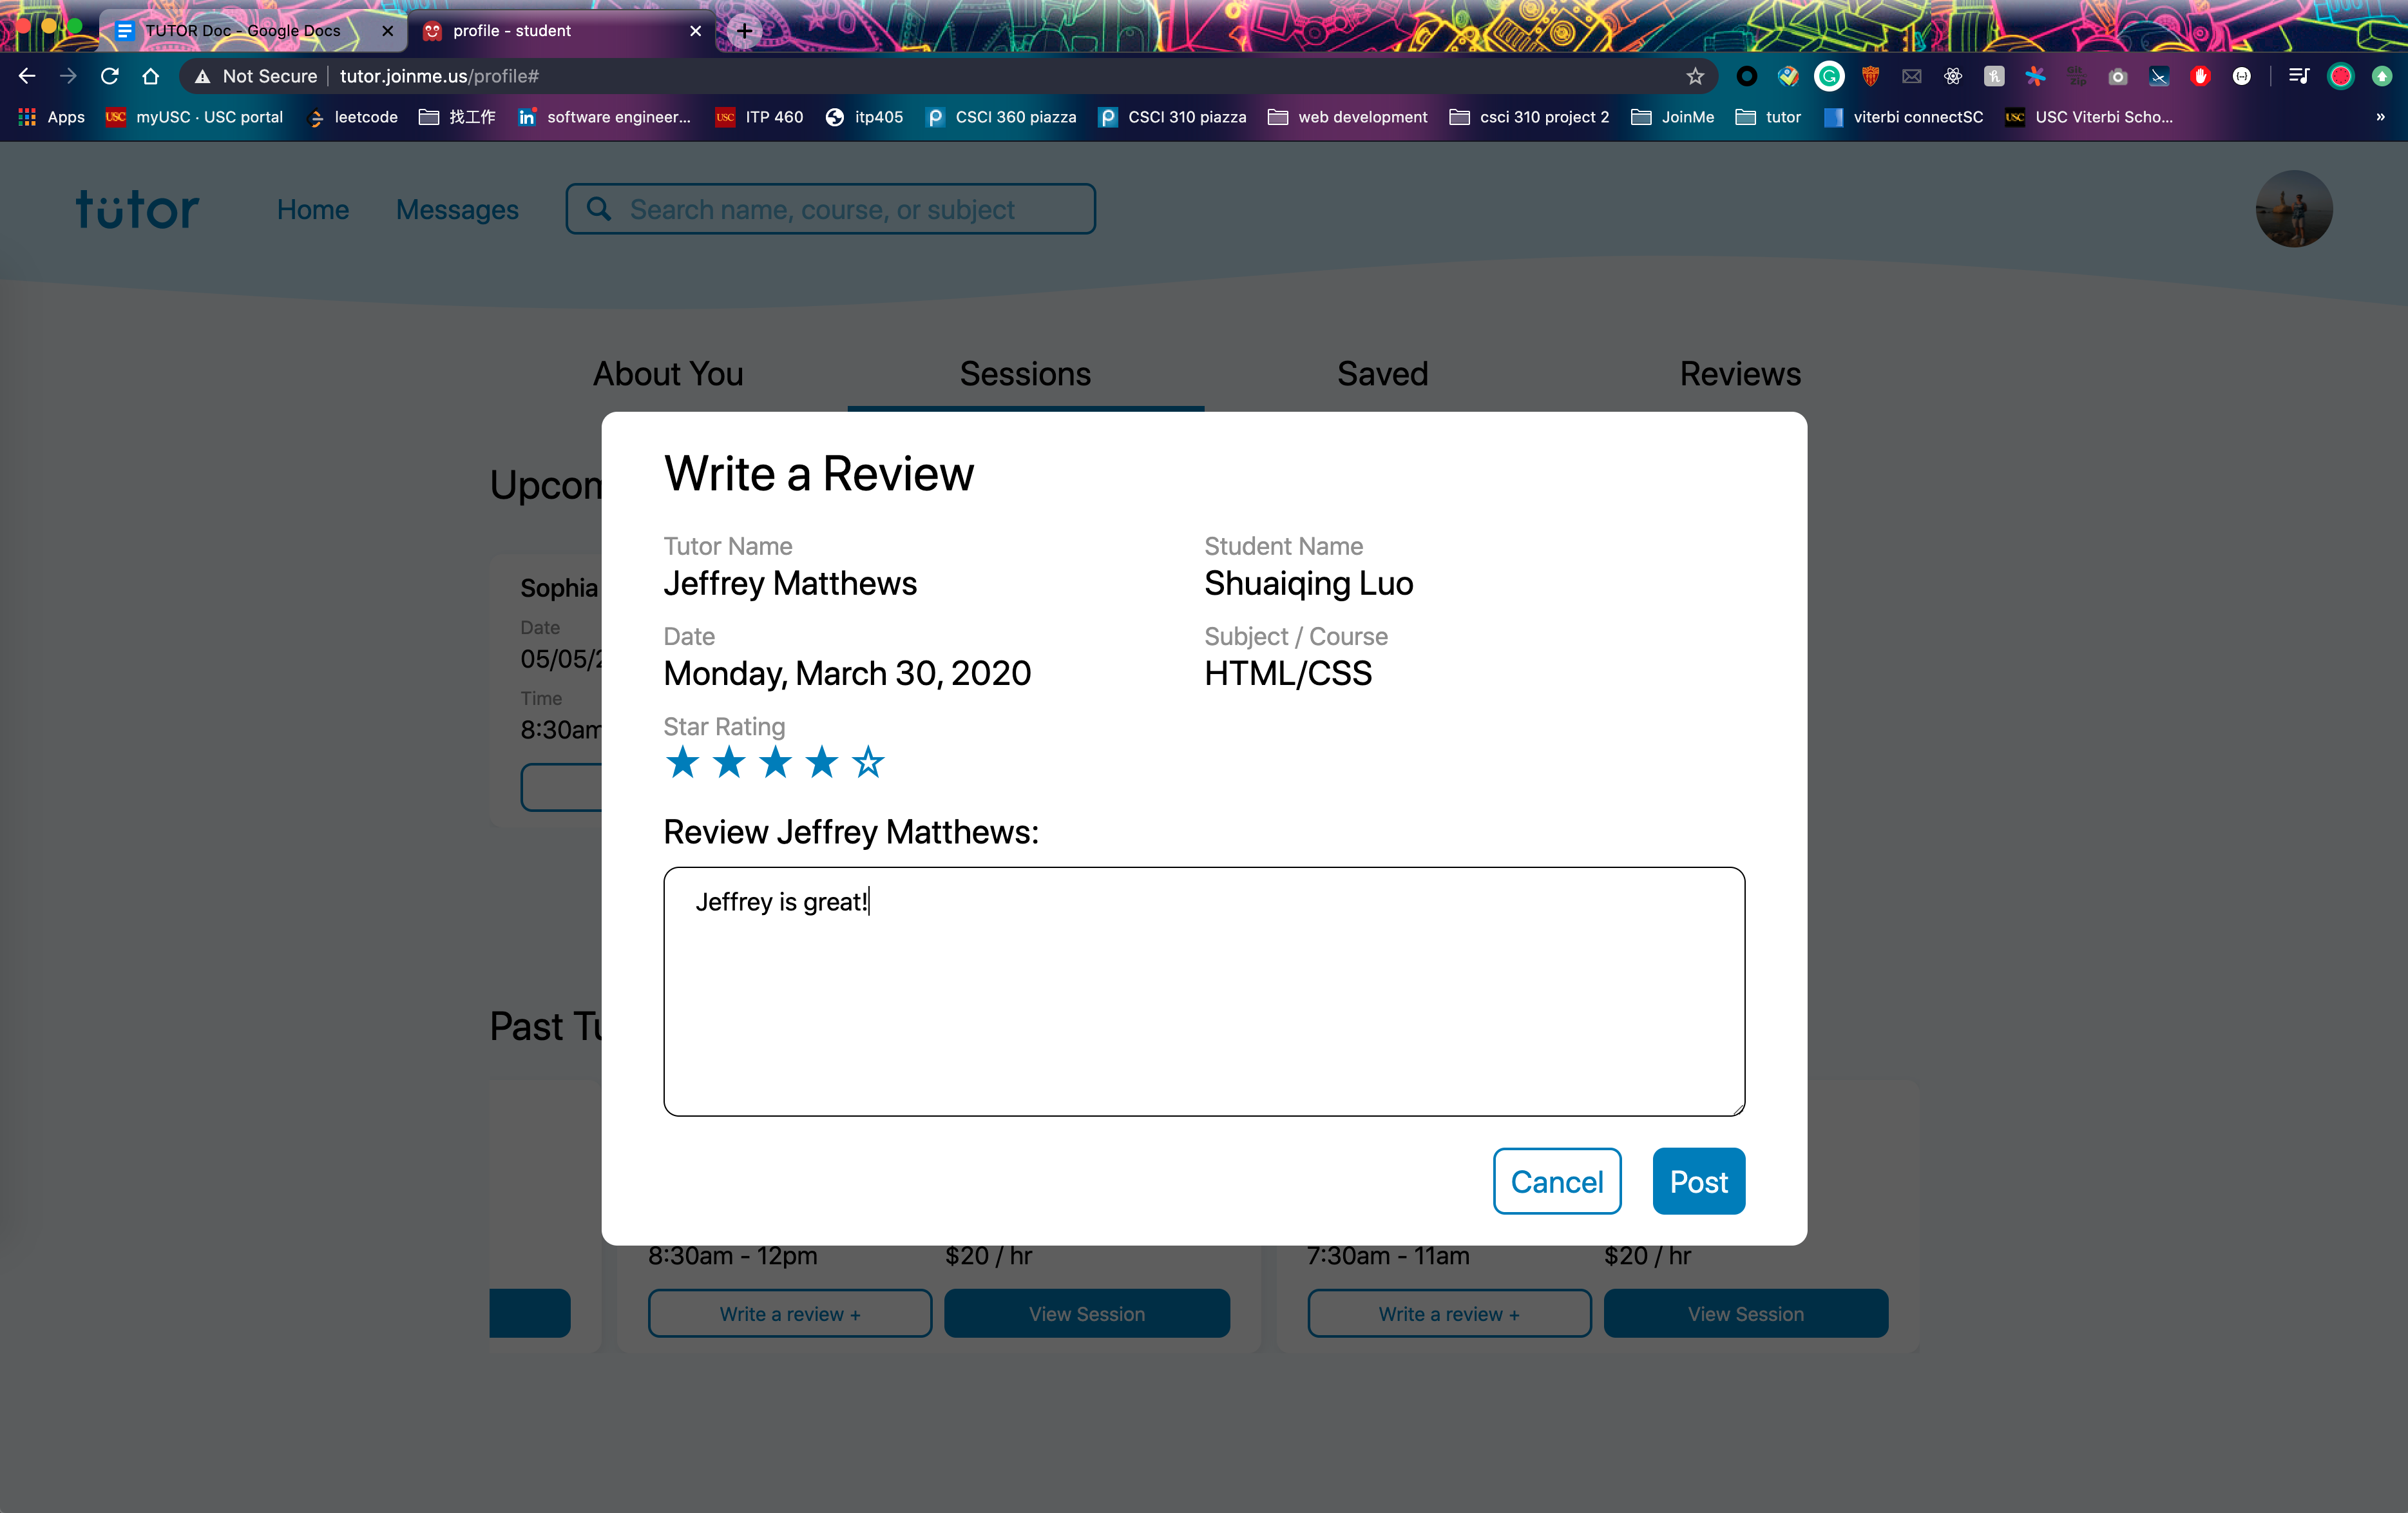 TUTOR Doc - Google Docs
profile - student
Not Secure
tutor.joinme.us/profile#
Apps
myUSC · USC portal
leetcode
找工作
software engineer...
ITP 460
itp405
CSCI 360 piazza
CSCI 310 piazza
web development
csci 310 project 2
JoinMe
tutor
viterbi connectSC
USC Viterbi Scho...
»
tütor
Home
Messages
Search name, course, or subject
About You
Sessions
Saved
Reviews
Upcom
Sophia
Date
05/05/2
Time
8:30am
Write a Review
Tutor Name
Jeffrey Matthews
Student Name
Shuaiqing Luo
Date
Monday, March 30, 2020
Subject / Course
HTML/CSS
Star Rating
Review Jeffrey Matthews:
Jeffrey is great!
Cancel
Post
Past Tu
8:30am - 12pm
$20 / hr
7:30am - 11am
$20 / hr
Write a review +
View Session
Write a review +
View Session